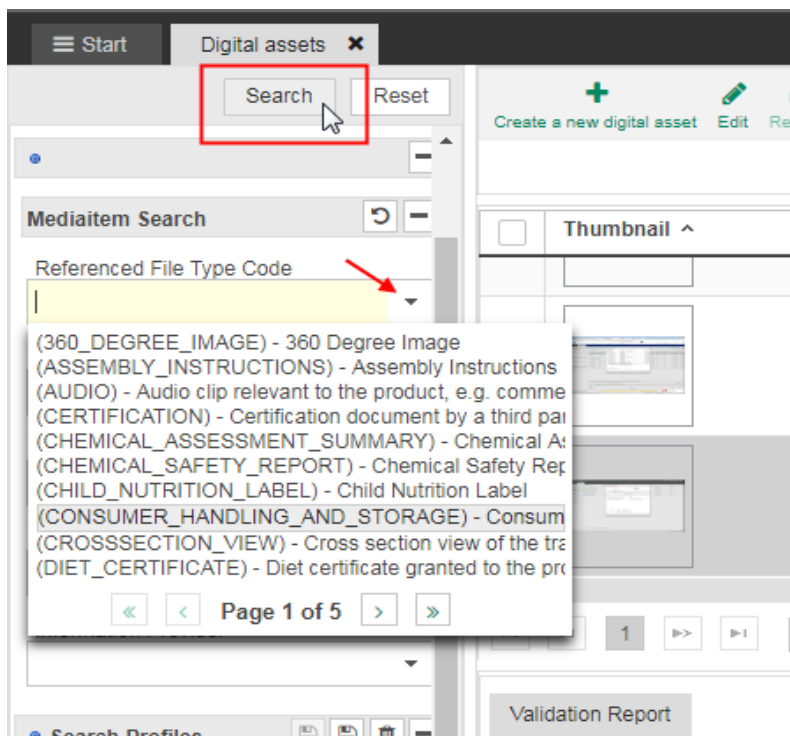 Start
Digital assets
Search
Reset
Create a new digital asset
Edit
Re
Mediaitem Search
Thumbnail
Referenced File Type Code
(360_DEGREE_IMAGE) - 360 Degree Image
(ASSEMBLY_INSTRUCTIONS) - Assembly Instructions
(AUDIO) - Audio clip relevant to the product, e.g. comme
(CERTIFICATION) - Certification document by a third par
(CHEMICAL_ASSESSMENT_SUMMARY) - Chemical As
(CHEMICAL_SAFETY_REPORT) - Chemical Safety Rep
(CHILD_NUTRITION_LABEL) - Child Nutrition Label
(CONSUMER_HANDLING_AND_STORAGE) - Consum
(CROSSSECTION_VIEW) - Cross section view of the tra
(DIET_CERTIFICATE) - Diet certificate granted to the pro
Page 1 of 5
1
Validation Report
Search Profiles